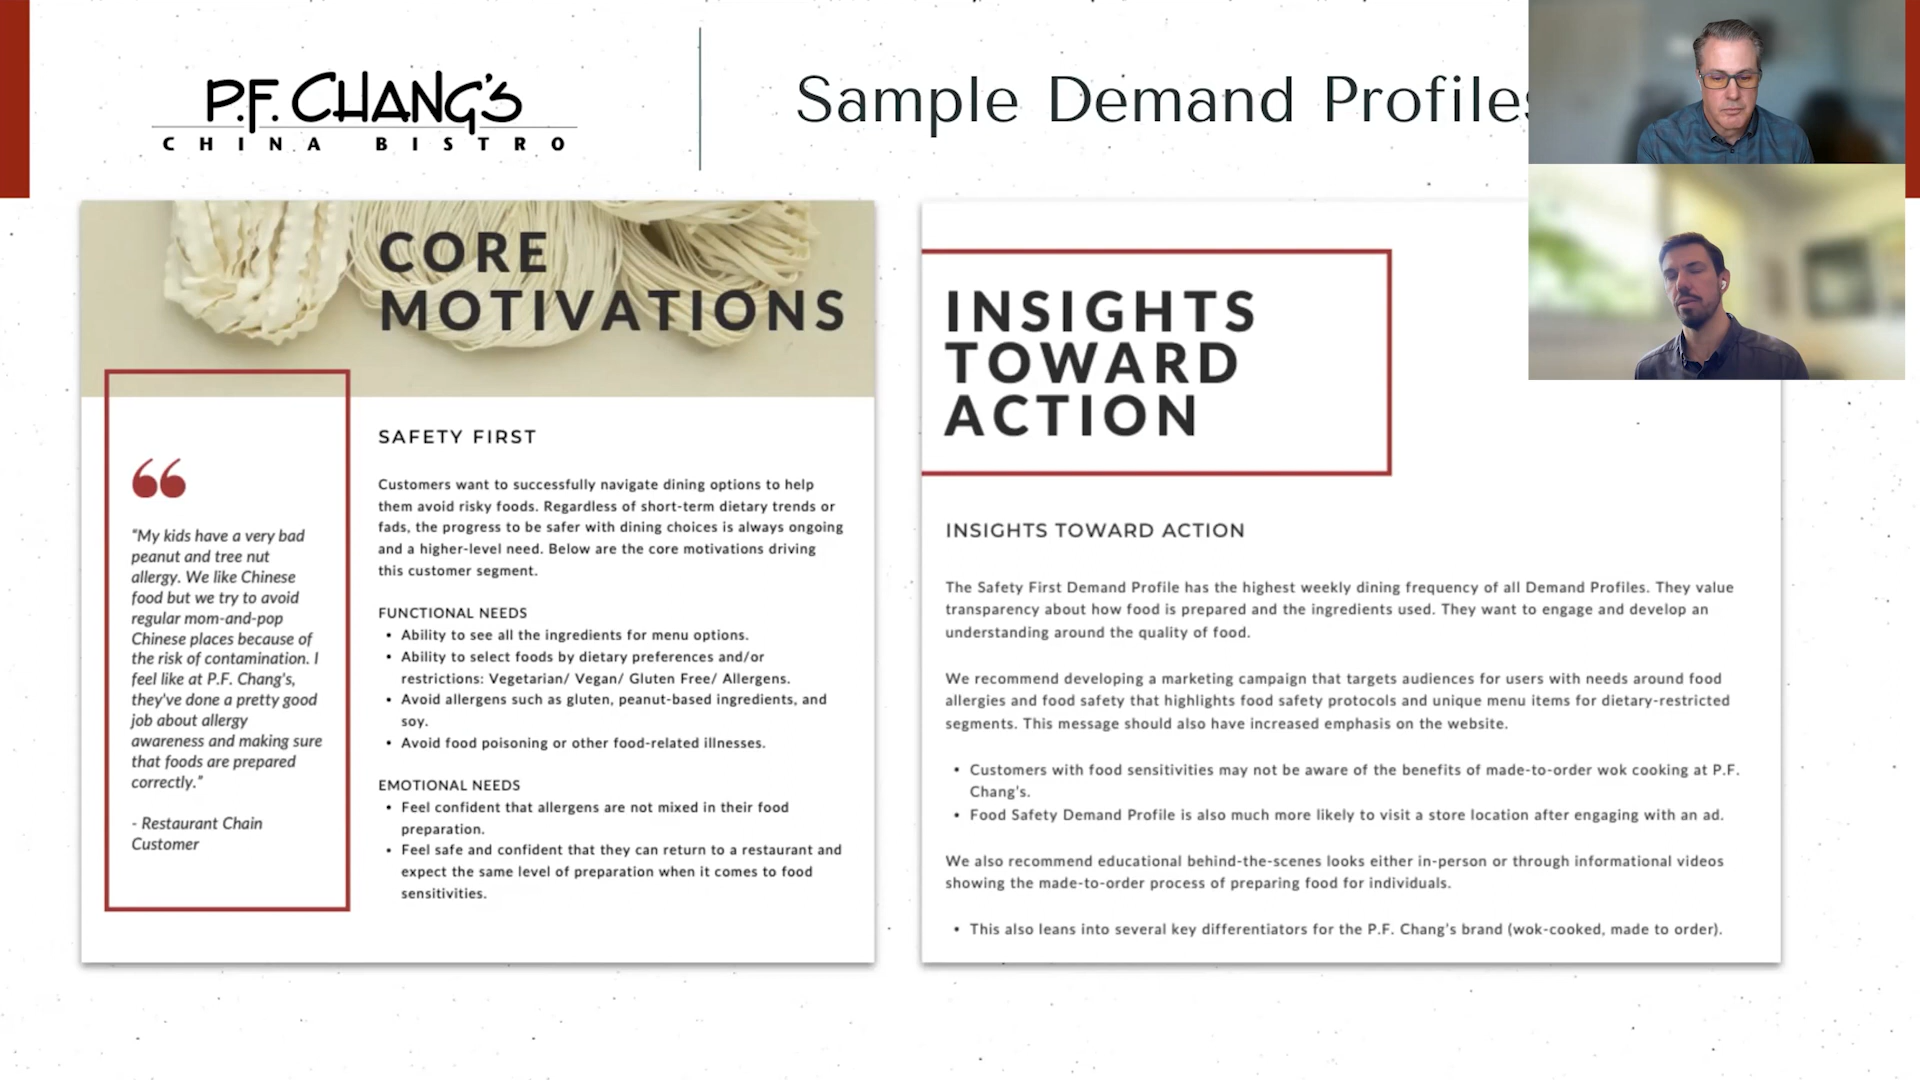 P.F. CHANG'S
CHINA BISTRO
Sample Demand Profiles
CORE
MOTIVATIONS
“My kids have a very bad
peanut and tree nut
allergy. We like Chinese
food but we try to avoid
regular mom-and-pop
Chinese places because of
the risk of contamination. I
feel like at P.F. Chang's,
they've done a pretty good
job about allergy
awareness and making sure
that foods are prepared
correctly.”
- Restaurant Chain
Customer
SAFETY FIRST
Customers want to successfully navigate dining options to help
them avoid risky foods. Regardless of short-term dietary trends or
fads, the progress to be safer with dining choices is always ongoing
and a higher-level need. Below are the core motivations driving
this customer segment.
FUNCTIONAL NEEDS
• Ability to see all the ingredients for menu options.
• Ability to select foods by dietary preferences and/or
restrictions: Vegetarian/ Vegan/ Gluten Free/ Allergens.
• Avoid allergens such as gluten, peanut-based ingredients, and
soy.
• Avoid food poisoning or other food-related illnesses.
EMOTIONAL NEEDS
• Feel confident that allergens are not mixed in their food
preparation.
• Feel safe and confident that they can return to a restaurant and
expect the same level of preparation when it comes to food
sensitivities.
INSIGHTS
TOWARD
ACTION
INSIGHTS TOWARD ACTION
The Safety First Demand Profile has the highest weekly dining frequency of all Demand Profiles. They value
transparency about how food is prepared and the ingredients used. They want to engage and develop an
understanding around the quality of food.
We recommend developing a marketing campaign that targets audiences for users with needs around food
allergies and food safety that highlights food safety protocols and unique menu items for dietary-restricted
segments. This message should also have increased emphasis on the website.
• Customers with food sensitivities may not be aware of the benefits of made-to-order wok cooking at P.F.
Chang's.
• Food Safety Demand Profile is also much more likely to visit a store location after engaging with an ad.
We also recommend educational behind-the-scenes looks either in-person or through informational videos
showing the made-to-order process of preparing food for individuals.
• This also leans into several key differentiators for the P.F. Chang's brand (wok-cooked, made to order).